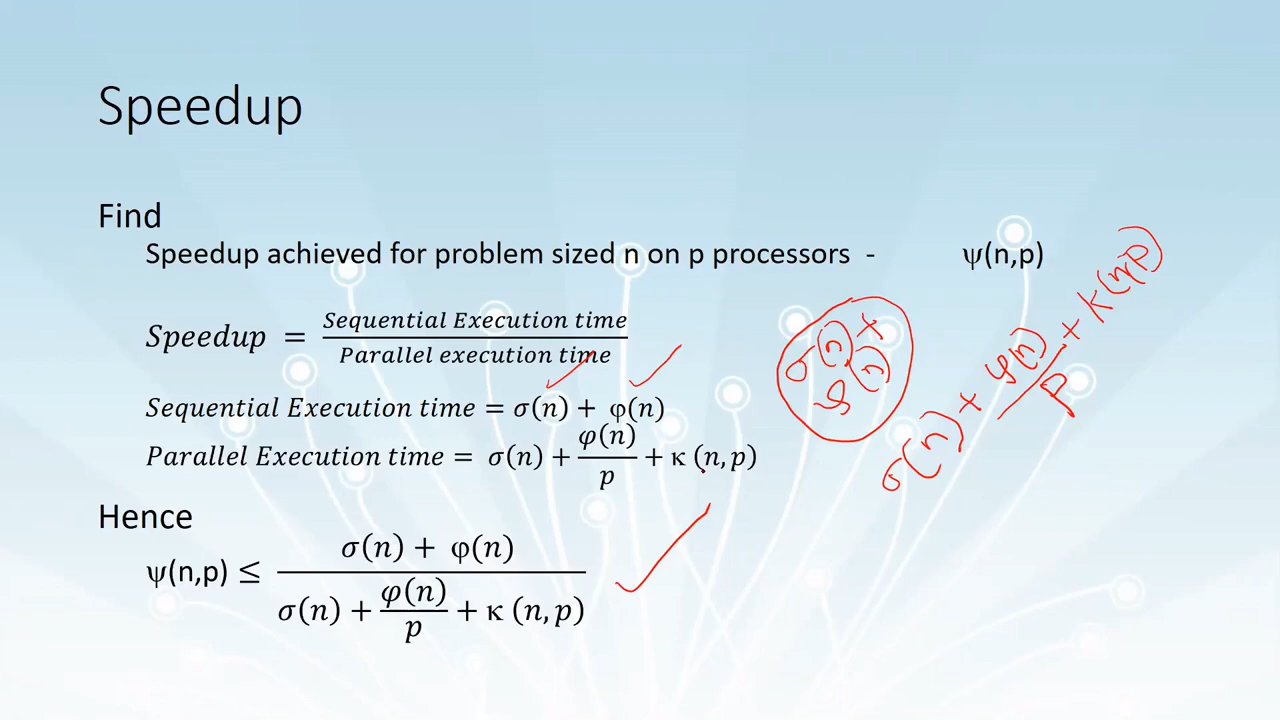 Speedup
Find
Speedup achieved for problem sized n on p processors - ψ(n,p)
Speedup = Sequential Execution time / Parallel execution time
Sequential Execution time = σ(n) + φ(n)
Parallel Execution time = σ(n) + φ(n)/p + κ (n, p)
Hence
ψ(n,p) ≤ (σ(n) + φ(n)) / (σ(n) + φ(n)/p + κ (n, p))
σ(n) +
φ(n)
σ(n) + φ(n)/p + κ(n,p)